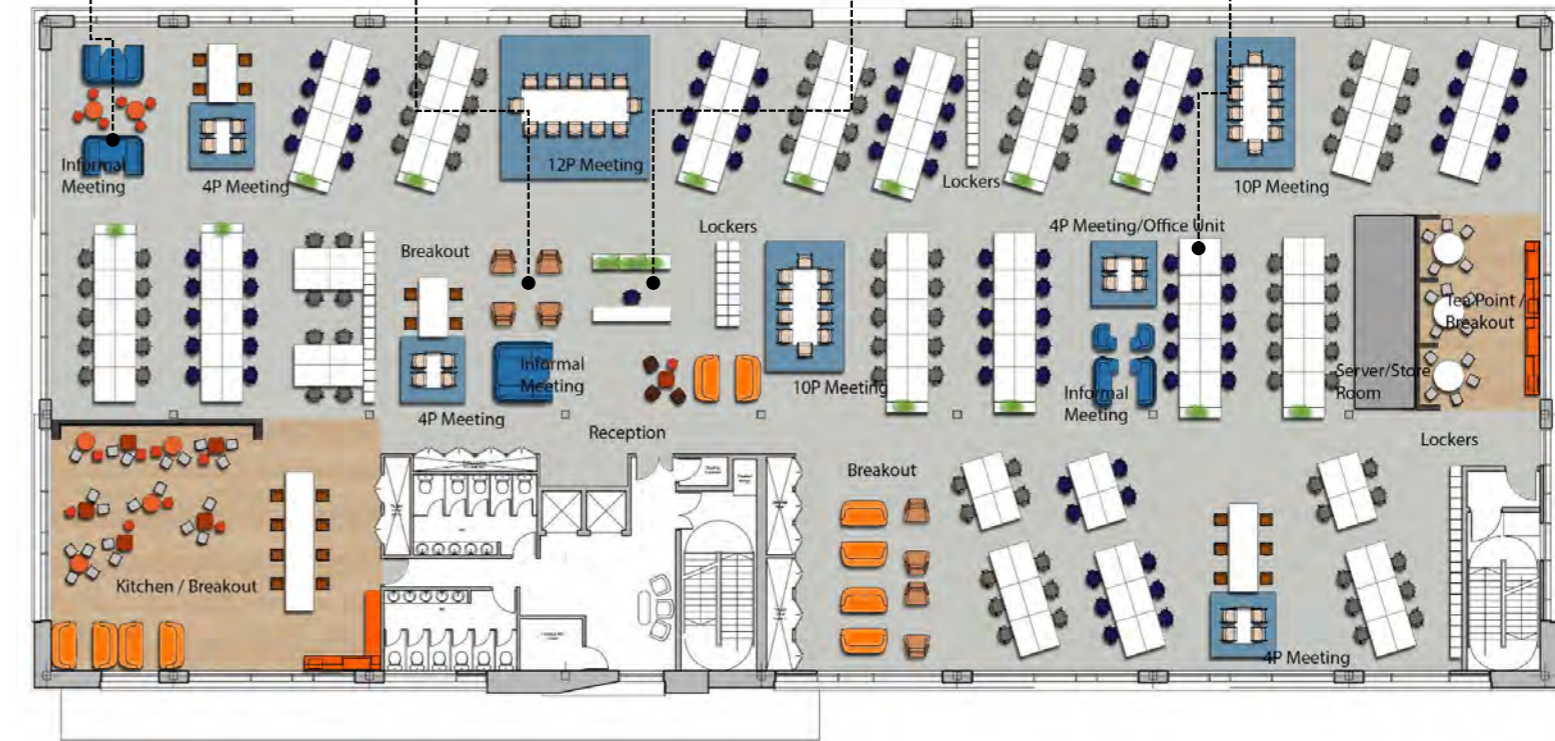 Informal
Meeting
4P Meeting
12P Meeting
Lockers
10P Meeting
Breakout
Lockers
4P Meeting/Office Unit
Informal
Meeting
4P Meeting
10P Meeting
Informal
Meeting
Server/Store
Room
Tea Point /
Breakout
Reception
Lockers
Breakout
Kitchen / Breakout
4P Meeting